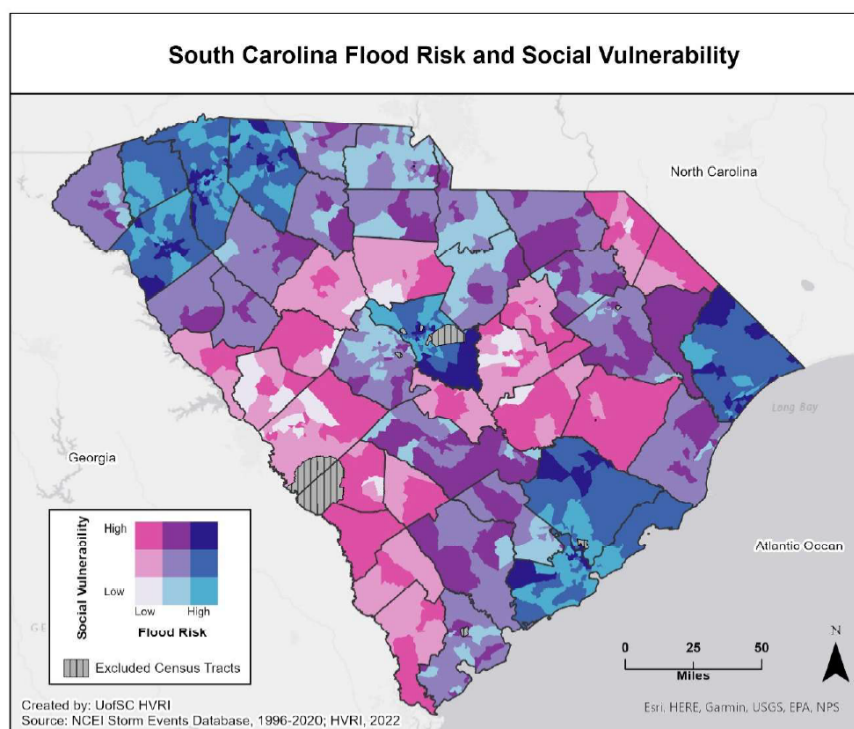 South Carolina Flood Risk and Social Vulnerability
North Carolina
Long Bay
Georgia
Atlantic Ocean
Social Vulnerability
High
Low
Low
High
Flood Risk
Excluded Census Tracts
0 25 50
Miles
N
Created by: UofSC HVRI
Source: NCEI Storm Events Database, 1996-2020; HVRI, 2022
Esri, HERE, Garmin, USGS, EPA, NPS